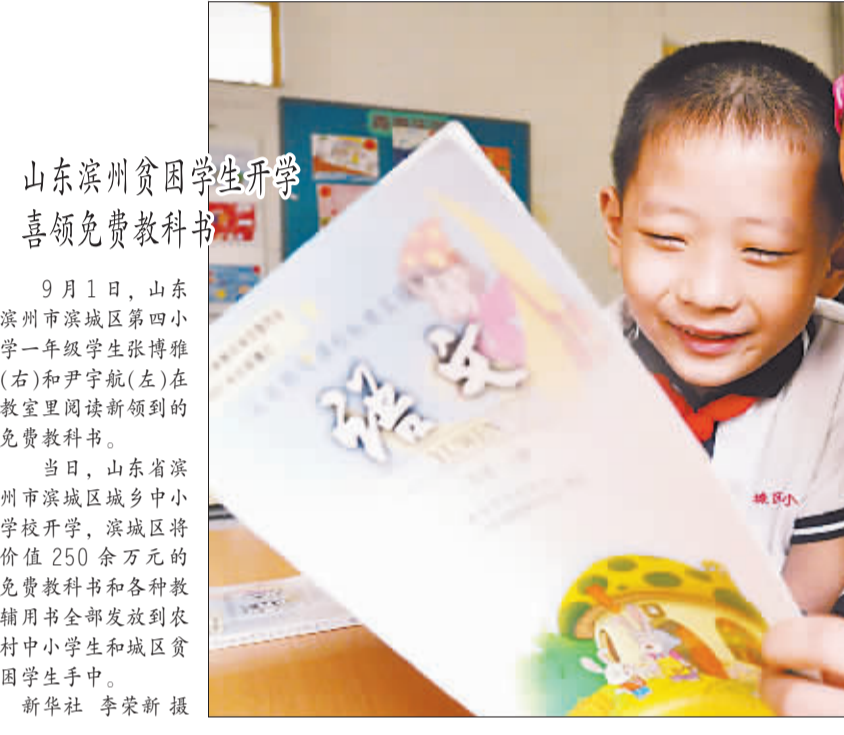 山东滨州贫困学生开学
喜领免费教科书
9月1日，山东
滨州市滨城区第四小
学一年级学生张博雅
(右)和尹宇航(左)在
教室里阅读新领到的
免费教科书。
当日，山东省滨
州市滨城区城乡中小
学校开学，滨城区将
价值 250 余万元的
免费教科书和各种教
辅用书全部发放到农
村中小学生和城区贫
困学生手中。
新华社 李荣新 摄
语文